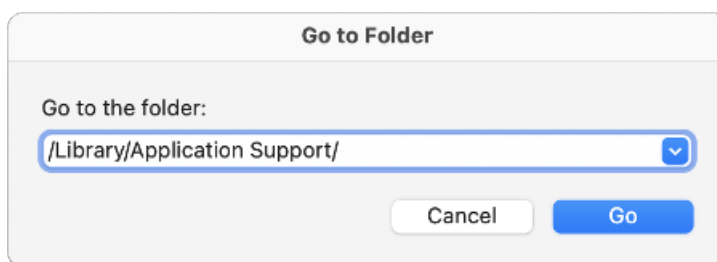 Go to Folder
Go to the folder:
/Library/Application Support/
Cancel Go